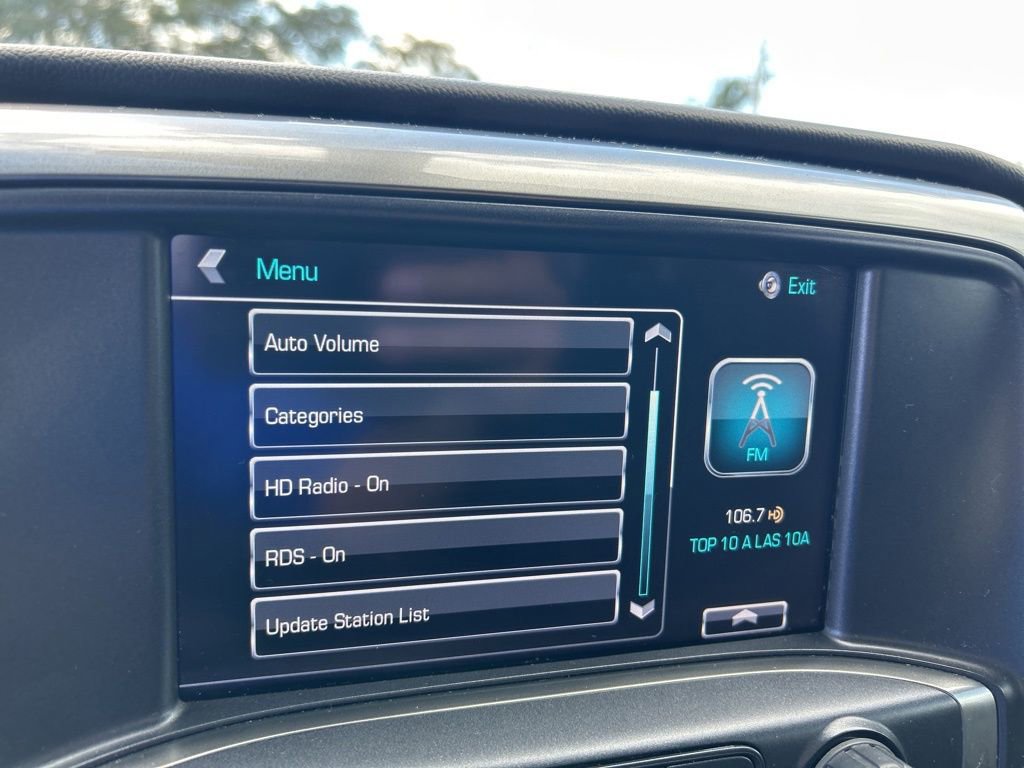 Menu
Exit
Auto Volume
Categories
HD Radio - On
RDS - On
Update Station List
FM
106.7 HD
TOP 10 A LAS 10A